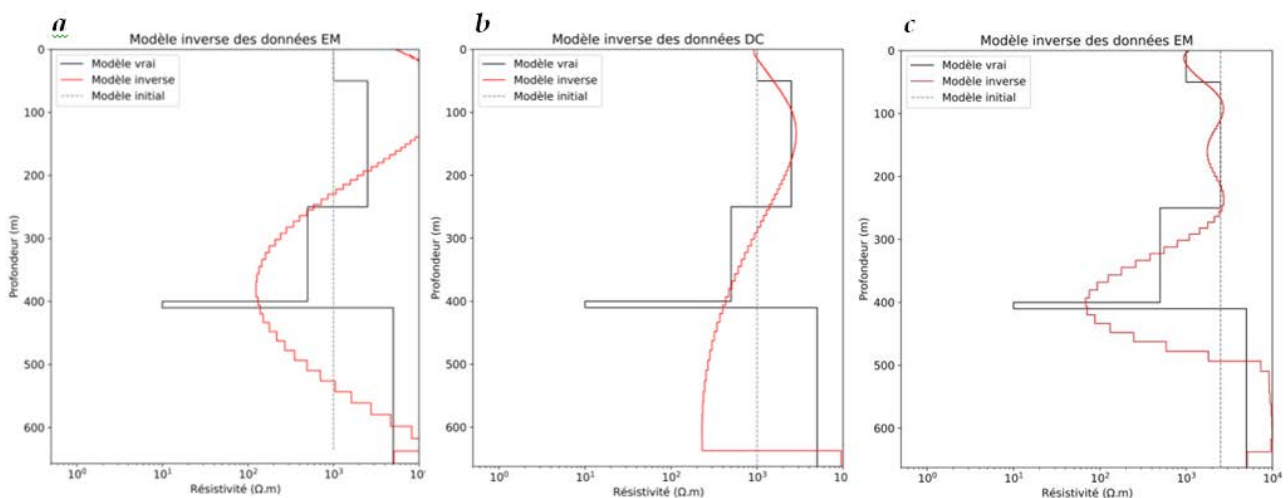 a
Modèle inverse des données EM
Modèle vrai
Modèle inverse
Modèle initial
Profondeur (m)
0
100
200
300
400
500
600
10⁰
10¹
10²
10³
10
Résistivité (Ω.m)
b
Modèle inverse des données DC
Modèle vrai
Modèle inverse
Modèle initial
Profondeur (m)
0
100
200
300
400
500
600
10⁰
10¹
10²
10³
10
Résistivité (Ω.m)
c
Modèle inverse des données EM
Modèle vrai
Modèle inverse
Modèle initial
Profondeur (m)
0
100
200
300
400
500
600
10⁰
10¹
10²
10³
10⁴
Résistivité (Ω.m)